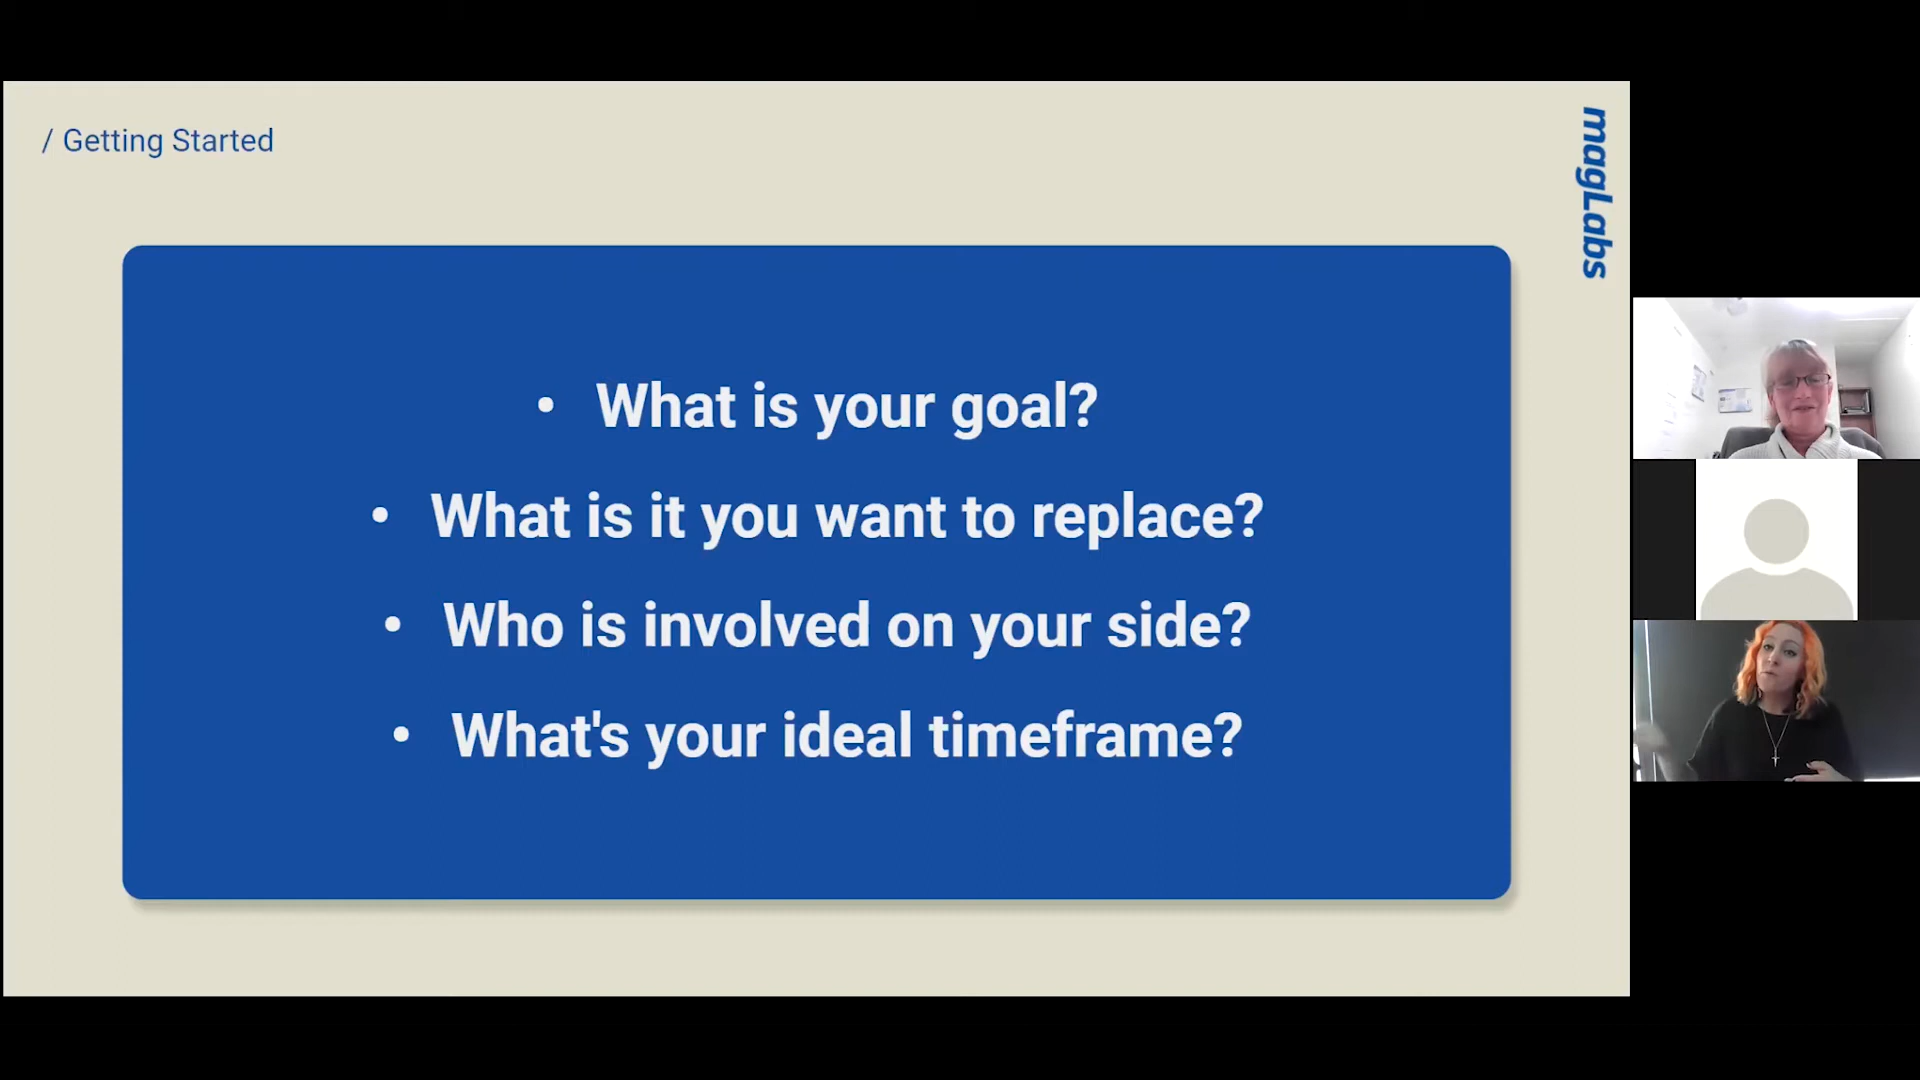 / Getting Started
magLabs
• What is your goal?
• What is it you want to replace?
• Who is involved on your side?
• What's your ideal timeframe?